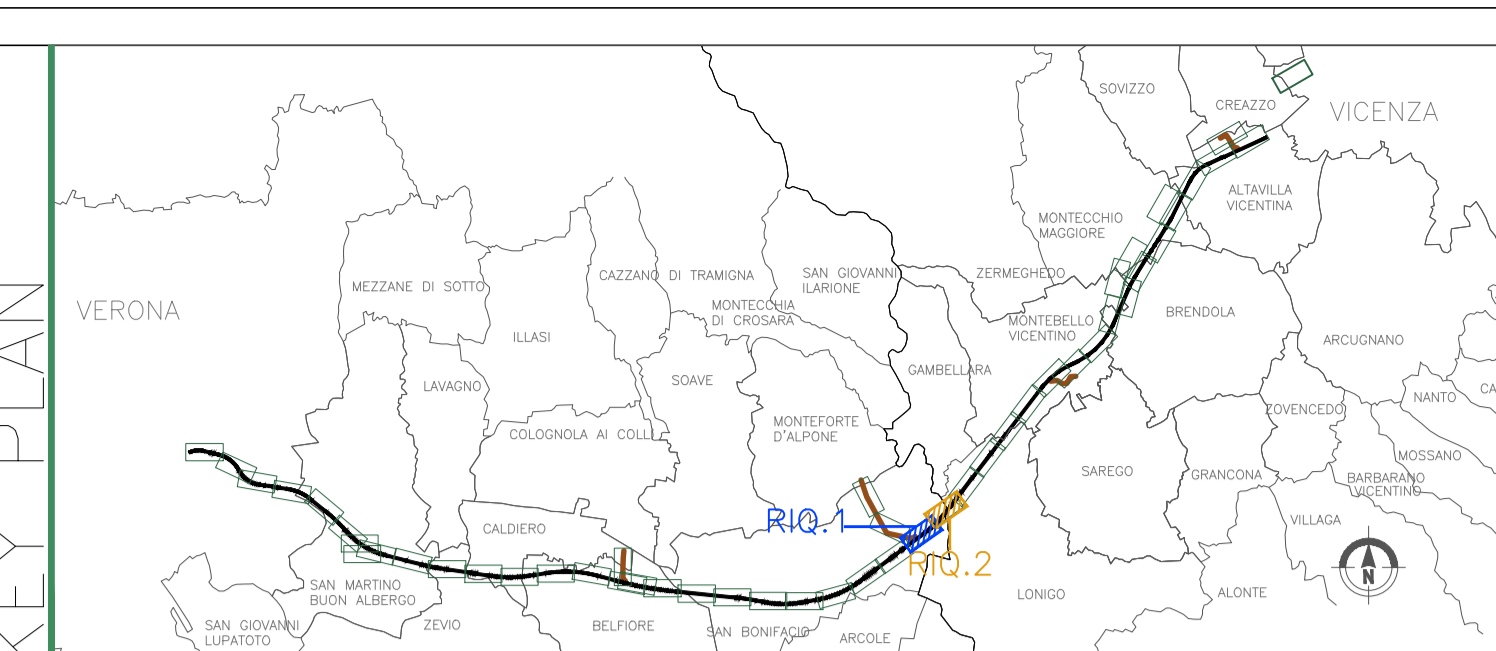 KEY PLAN
SOVIZZO
CREAZZO
VICENZA
ALTAVILLA
VICENTINA
MONTECCHIO
MAGGIORE
MEZZANE DI SOTTO
CAZZANO DI TRAMIGNA
SAN GIOVANNI
ILARIONE
ZERMEGHEDO
VERONA
MONTECCHIA
DI CROSARA
BRENDOLA
MONTEBELLO
VICENTINO
ILLASI
ARCUGNANO
GAMBELLARA
LAVAGNO
SOAVE
CA
NANTO
ZOVENCEDO
MONTEFORTE
D'ALPONE
COLOGNOLA AI COLLI
MOSSANO
SAREGO
GRANCONA
BARBARANO
VICENTINO
RIQ.1
CALDIERO
VILLAGA
RIQ.2
N
SAN MARTINO
BUON ALBERGO
LONIGO
ALONTE
SAN GIOVANNI
LUPATOTO
ZEVIO
BELFIORE
SAN BONIFACIO
ARCOLE